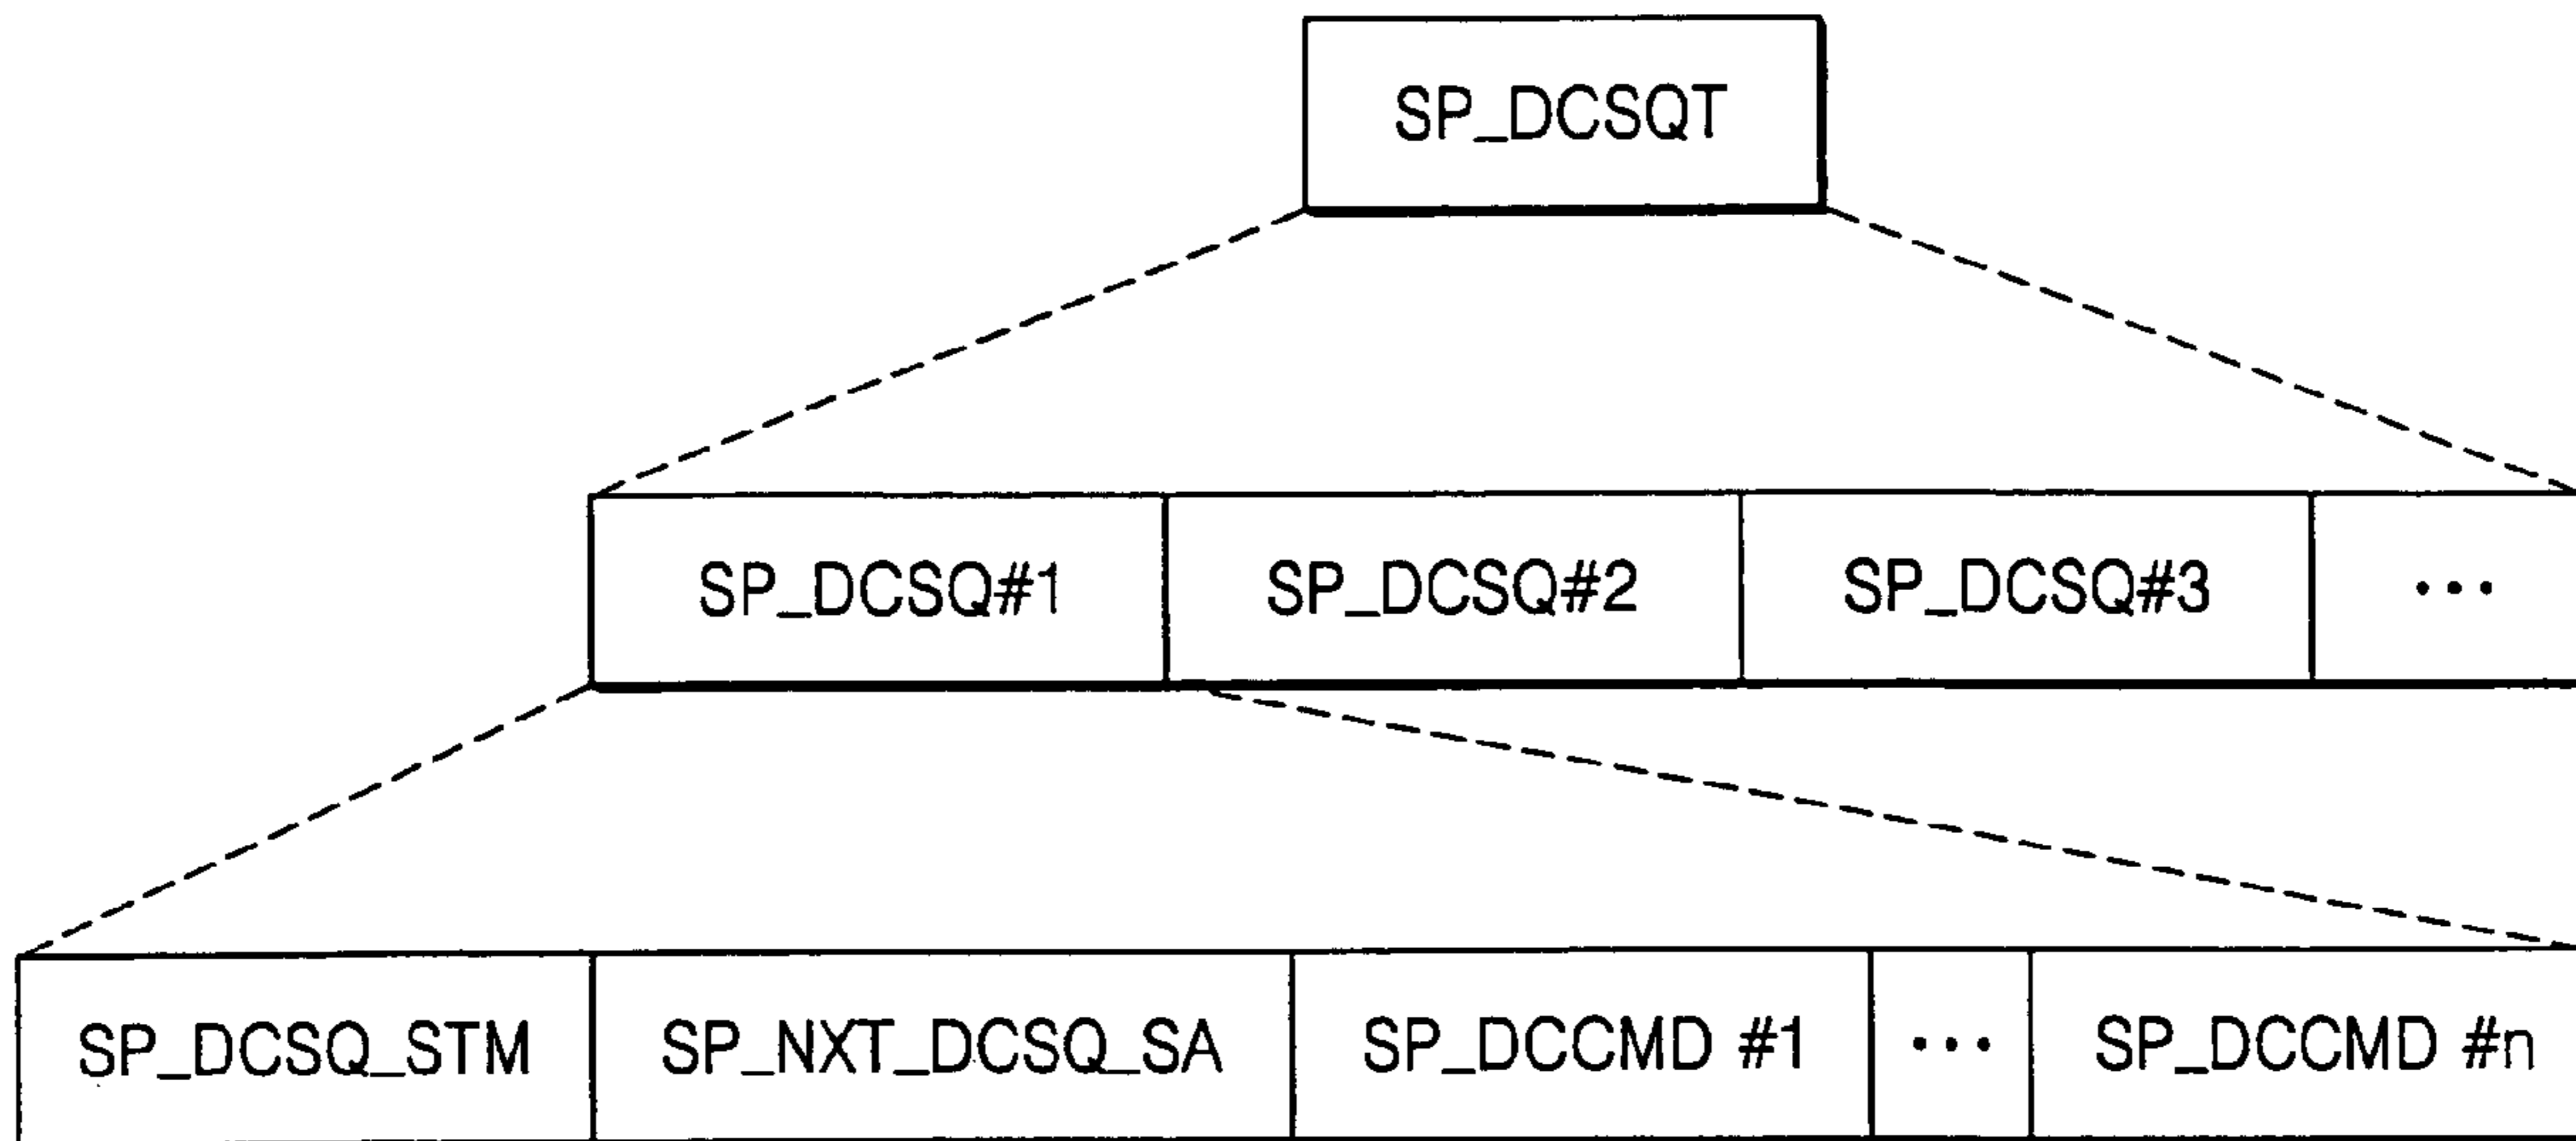 SP_DCSQT
SP_DCSQ#1 SP_DCSQ#2 SP_DCSQ#3 ...
SP_DCSQ_STM SP_NXT_DCSQ_SA SP_DCCMD #1 ... SP_DCCMD #n